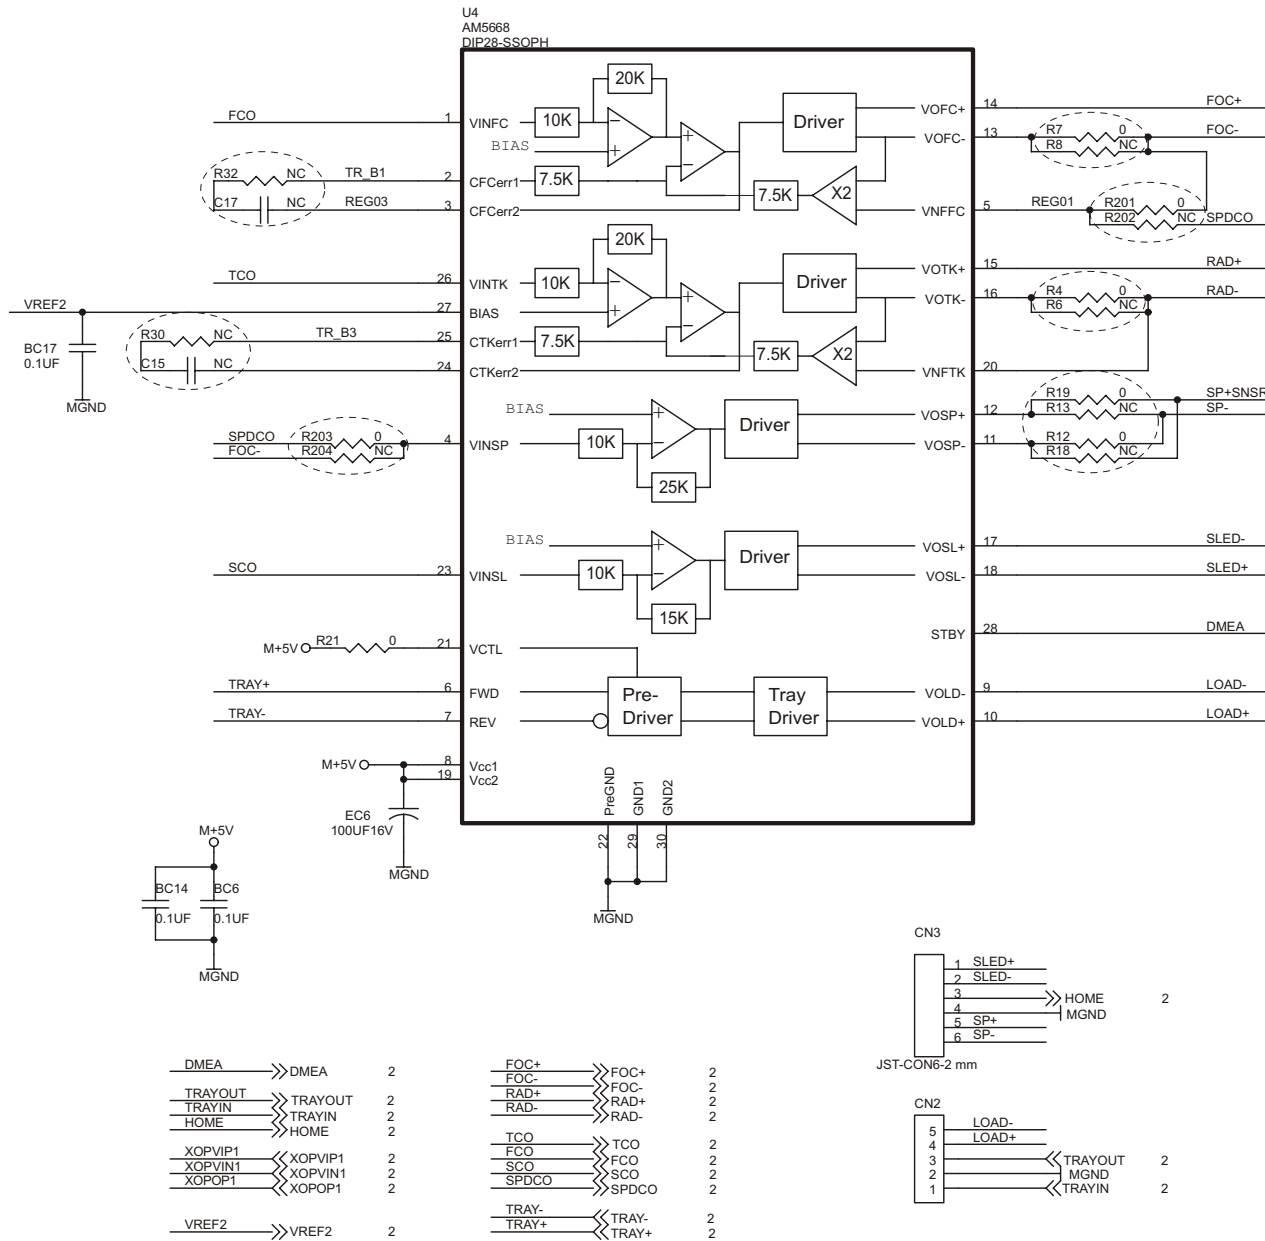 U4
AM5668
DIP28-SSOPH
FCO 1 VINFC 10K 20K Driver VOFC+ 14 FOC+
BIAS VOFC- 13 R7 0 FOC-
R8 NC
R32 NC TR_B1 2 CFCerr1 7.5K 7.5K X2
C17 NC REG03 3 CFCerr2 VNFFC 5 REG01 R201 0
R202 NC SPDCO
20K
TCO 26 VINTK 10K Driver VOTK+ 15 RAD+
VREF2 27 BIAS VOTK- 16 R4 0 RAD-
R6 NC
BC17
0.1UF
MGND
R30 NC TR_B3 25 CTKerr1 7.5K 7.5K X2
C15 NC 24 CTKerr2 VNFTK 20
BIAS Driver VOSP+ 12 R19 0 SP+SNSR
R13 NC SP-
SPDCO R203 0 4 VINSP 10K VOSP- 11 R12 0
FOC- R204 NC R18 NC
25K
BIAS Driver VOSL+ 17 SLED-
SCO 23 VINSL 10K VOSL- 18 SLED+
15K
STBY 28 DMEA
M+5V R21 0 21 VCTL
TRAY+ 6 FWD Pre-Driver Tray Driver VOLD- 9 LOAD-
TRAY- 7 REV VOLD+ 10 LOAD+
M+5V 8 Vcc1
19 Vcc2
EC6
100UF16V
MGND
PreGND GND1 GND2
22 29 30
MGND
M+5V
BC14 BC6
0.1UF 0.1UF
MGND
CN3
1 SLED+
2 SLED-
3 HOME 2
4 MGND
5 SP+
6 SP-
JST-CON6-2 mm
CN2
5 LOAD-
4 LOAD+
3 TRAYOUT 2
2 MGND
1 TRAYIN 2
DMEA DMEA 2
TRAYOUT TRAYOUT 2
TRAYIN TRAYIN 2
HOME HOME 2
XOPVIP1 XOPVIP1 2
XOPVIN1 XOPVIN1 2
XOPOP1 XOPOP1 2
VREF2 VREF2 2
FOC+ FOC+ 2
FOC- FOC- 2
RAD+ RAD+ 2
RAD- RAD- 2
TCO TCO 2
FCO FCO 2
SCO SCO 2
SPDCO SPDCO 2
TRAY- TRAY- 2
TRAY+ TRAY+ 2